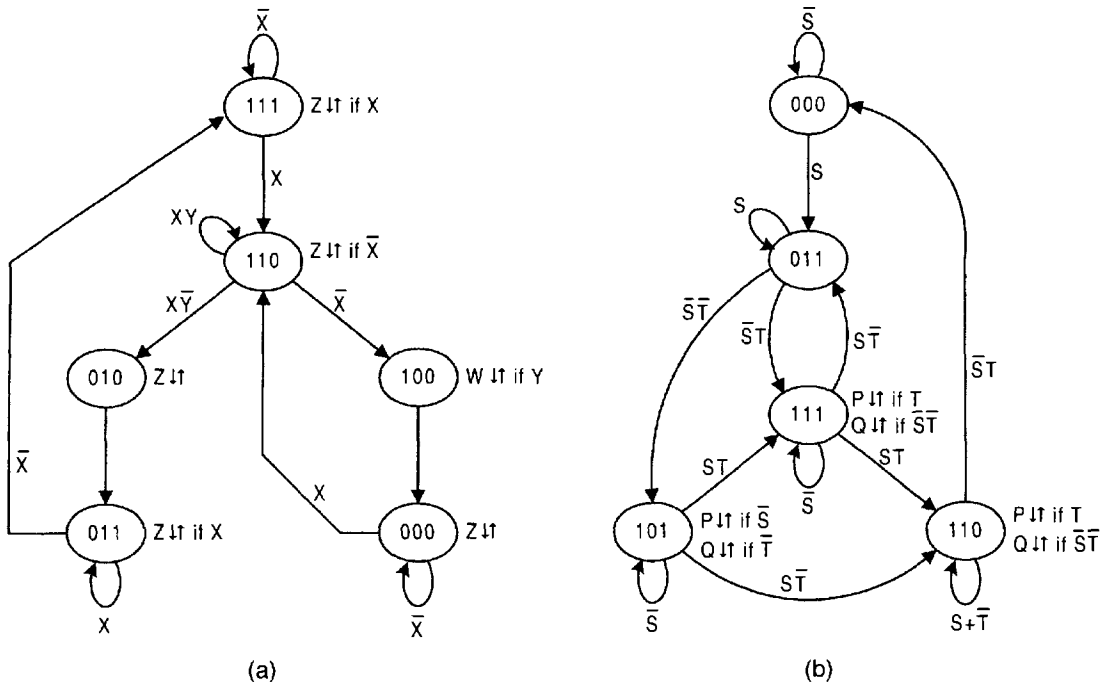 X̅
111
Z↓↑ if X
X
XY
110
Z↓↑ if X̅
XY̅
X̅
010
Z↓↑
100
W↓↑ if Y
X̅
X
011
Z↓↑ if X
000
Z↓↑
X
X̅
(a)
S̅
000
S
S
011
S̅T̅
S̅T
ST̅
S̅T
111
P↓↑ if T
Q↓↑ if S̅T̅
ST
ST
S̅
101
P↓↑ if S̅
Q↓↑ if T̅
110
P↓↑ if T
Q↓↑ if S̅T̅
ST̅
S̅
S+T̅
(b)